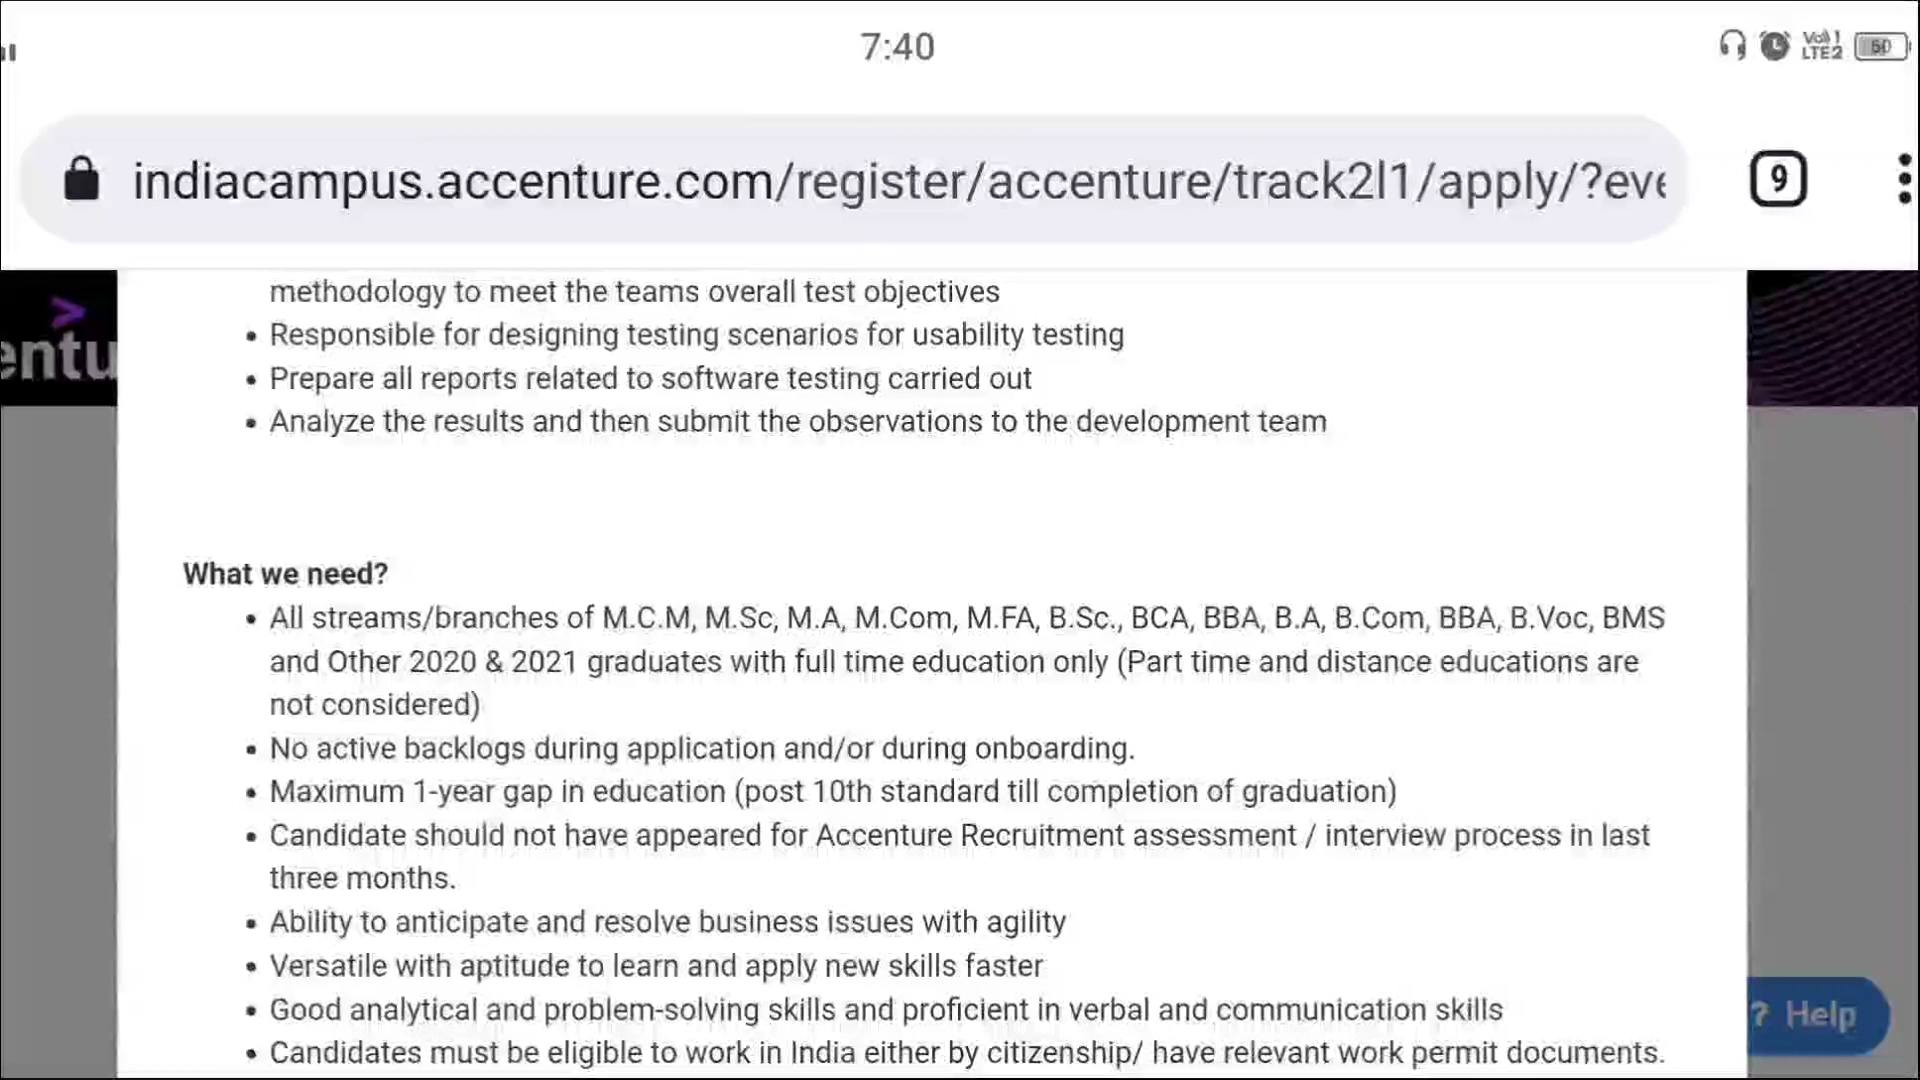 7:40
Vol) 1
LTE2
60
indiacampus.accenture.com/register/accenture/track2l1/apply/?eve
9
entu
methodology to meet the teams overall test objectives
• Responsible for designing testing scenarios for usability testing
• Prepare all reports related to software testing carried out
• Analyze the results and then submit the observations to the development team
What we need?
• All streams/branches of M.C.M, M.Sc, M.A, M.Com, M.FA, B.Sc., BCA, BBA, B.A, B.Com, BBA, B.Voc, BMS
and Other 2020 & 2021 graduates with full time education only (Part time and distance educations are
not considered)
• No active backlogs during application and/or during onboarding.
• Maximum 1-year gap in education (post 10th standard till completion of graduation)
• Candidate should not have appeared for Accenture Recruitment assessment / interview process in last
three months.
• Ability to anticipate and resolve business issues with agility
• Versatile with aptitude to learn and apply new skills faster
• Good analytical and problem-solving skills and proficient in verbal and communication skills
? Help
• Candidates must be eligible to work in India either by citizenship/ have relevant work permit documents.